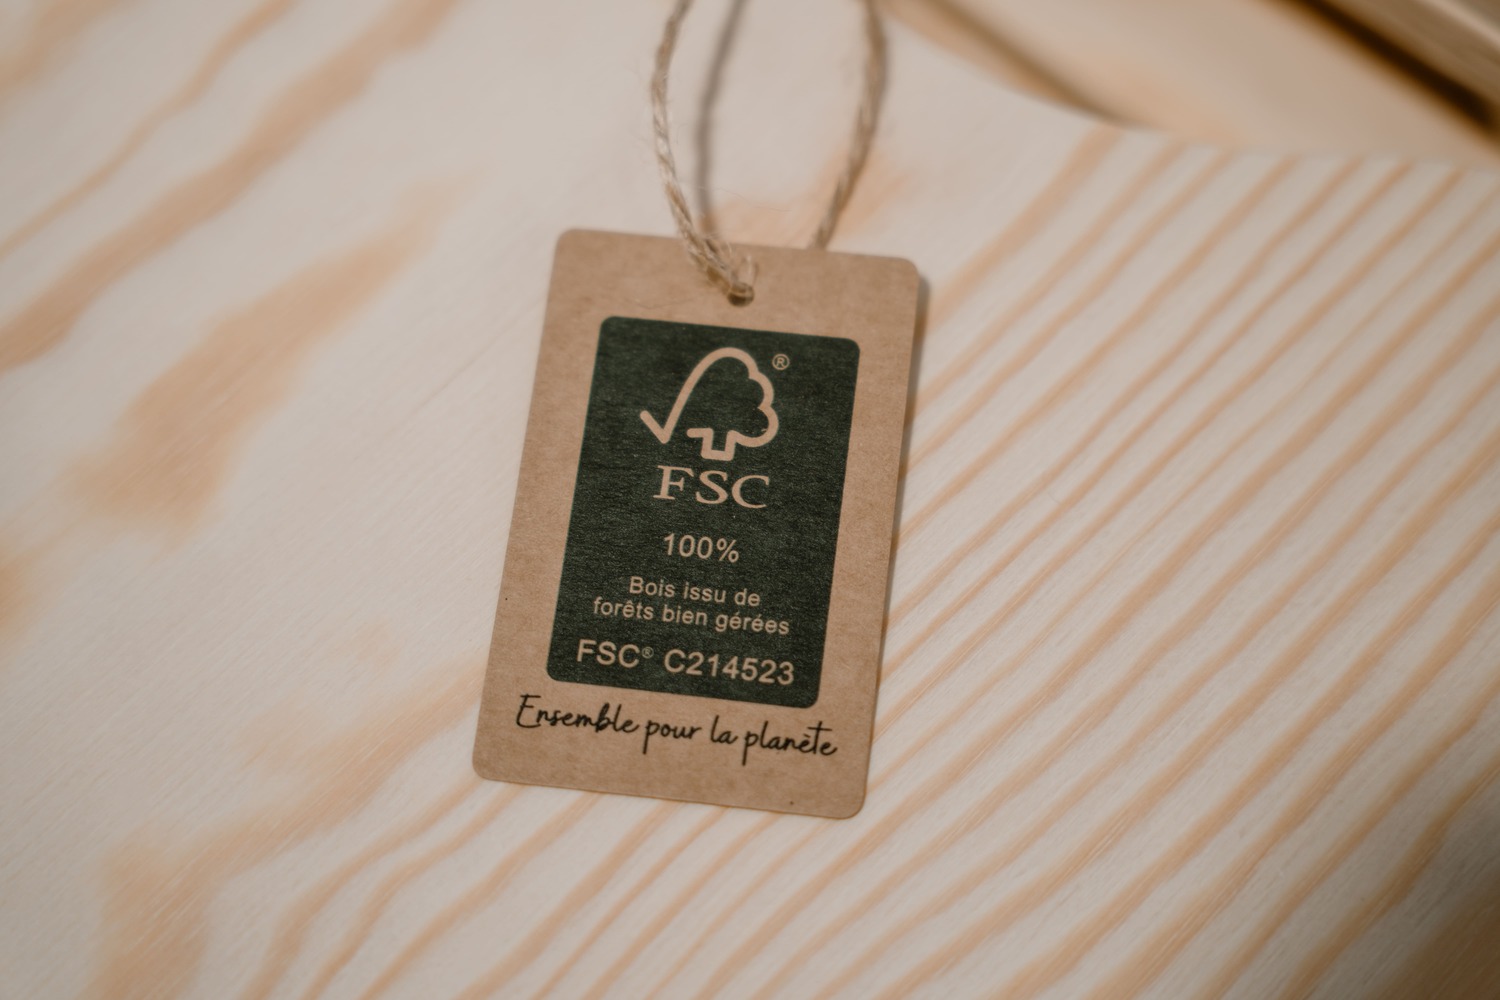 ®
FSC
100%
Bois issu de
forêts bien gérées
FSC® C214523
Ensemble pour la planète